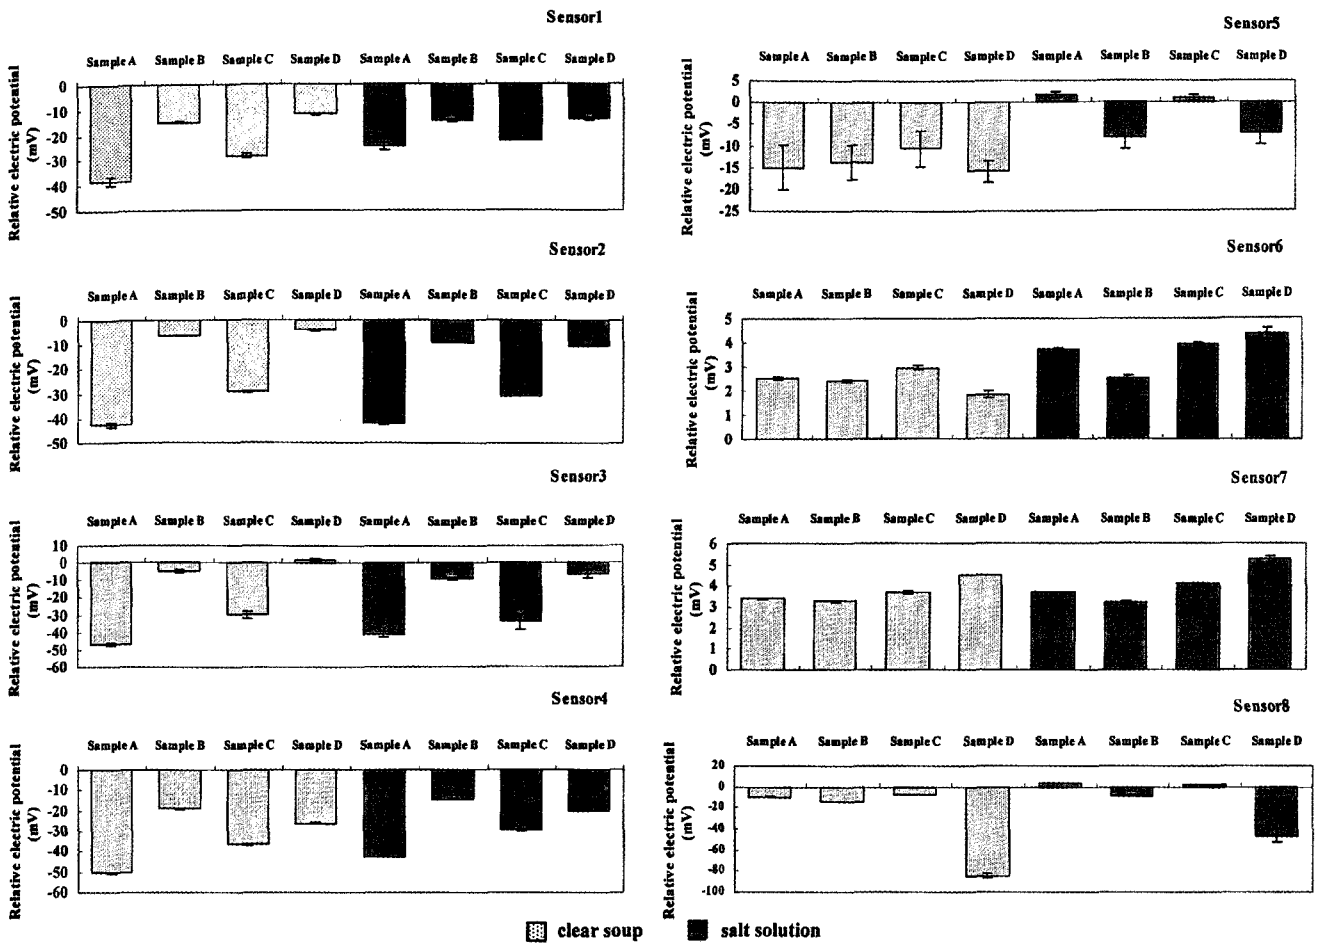 Sensor1
Sample A Sample B Sample C Sample D Sample A Sample B Sample C Sample D
Relative electric potential
(mV)
0
-10
-20
-30
-40
-50
Sensor2
Sample A Sample B Sample C Sample D Sample A Sample B Sample C Sample D
Relative electric potential
(mV)
0
-10
-20
-30
-40
-50
Sensor3
Sample A Sample B Sample C Sample D Sample A Sample B Sample C Sample D
Relative electric potential
(mV)
10
0
-10
-20
-30
-40
-50
-60
Sensor4
Sample A Sample B Sample C Sample D Sample A Sample B Sample C Sample D
Relative electric potential
(mV)
0
-10
-20
-30
-40
-50
-60
Sensor5
Sample A Sample B Sample C Sample D Sample A Sample B Sample C Sample D
Relative electric potential
(mV)
5
0
-5
-10
-15
-20
-25
Sensor6
Sample A Sample B Sample C Sample D Sample A Sample B Sample C Sample D
Relative electric potential
(mV)
5
4
3
2
1
0
Sensor7
Sample A Sample B Sample C Sample D Sample A Sample B Sample C Sample D
Relative electric potential
(mV)
6
5
4
3
2
1
0
Sensor8
Sample A Sample B Sample C Sample D Sample A Sample B Sample C Sample D
Relative electric potential
(mV)
20
0
-20
-40
-60
-80
-100
clear soup salt solution